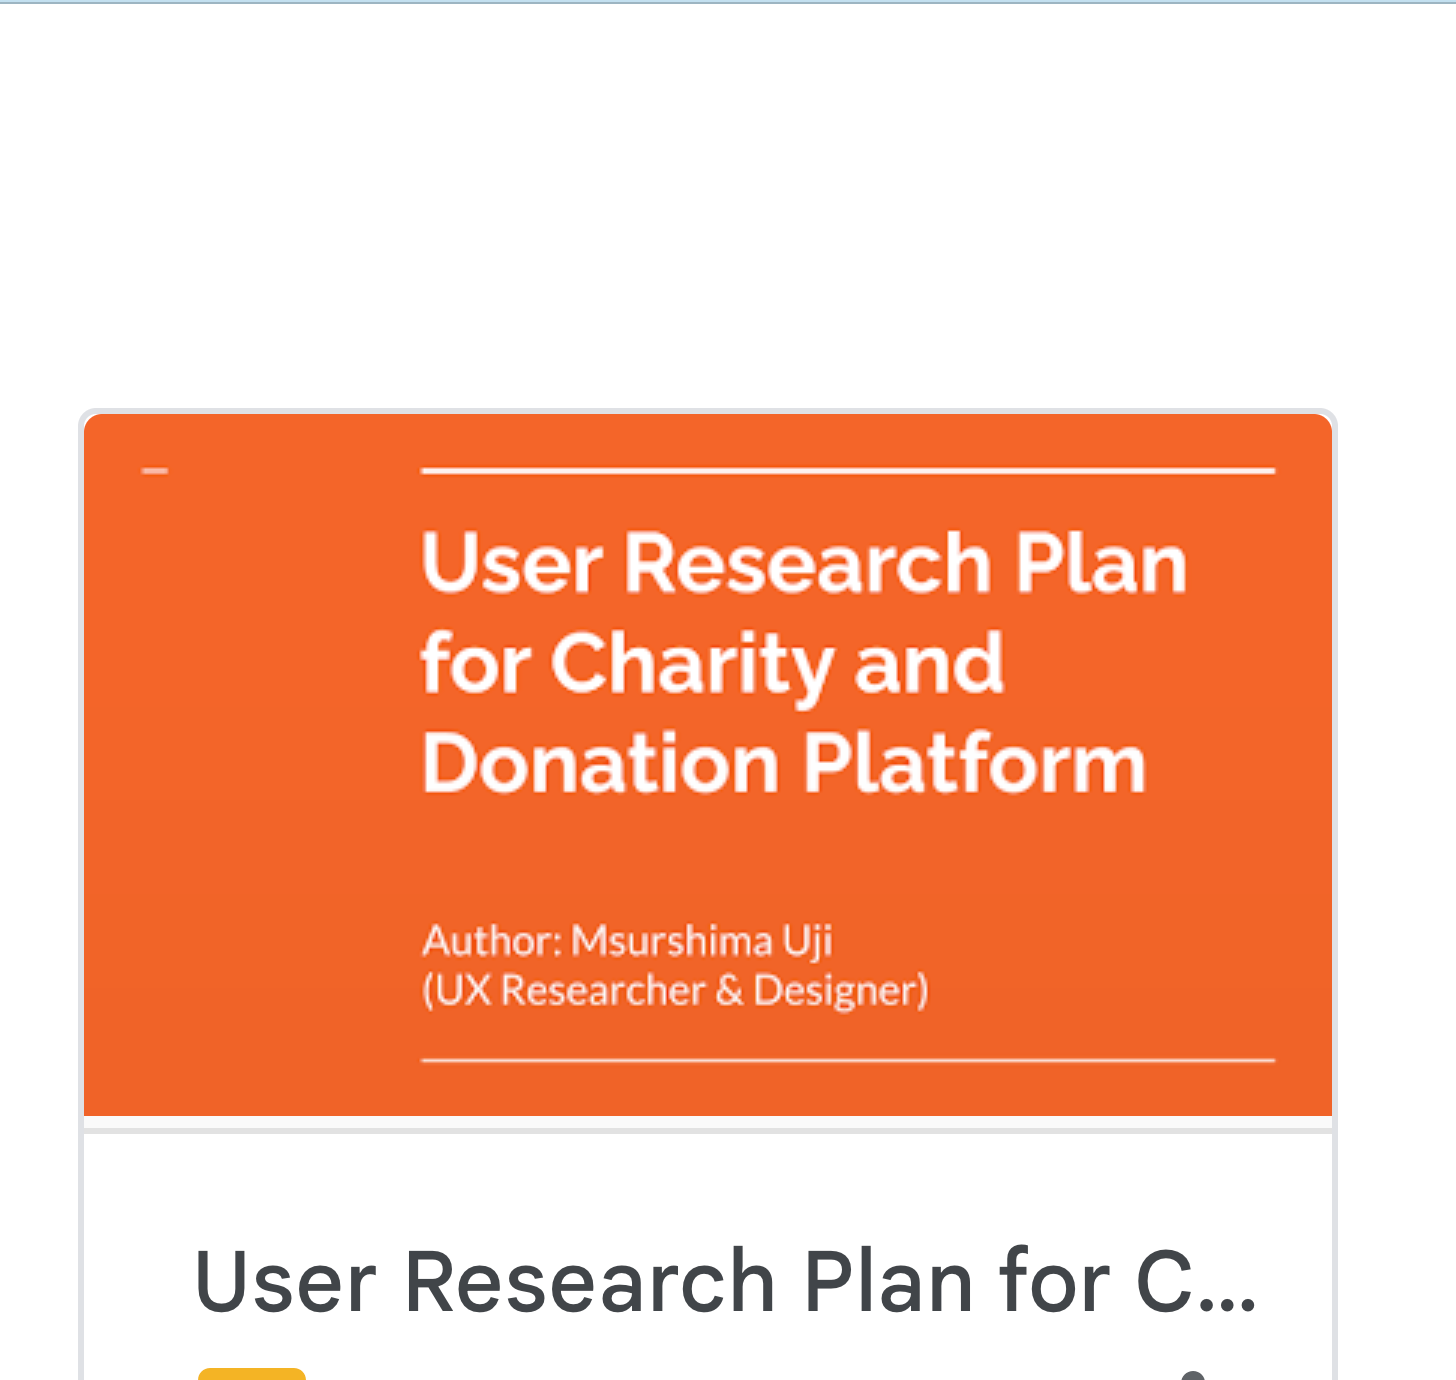 User Research Plan
for Charity and
Donation Platform
Author: Msurshima Uji
(UX Researcher & Designer)
User Research Plan for C...